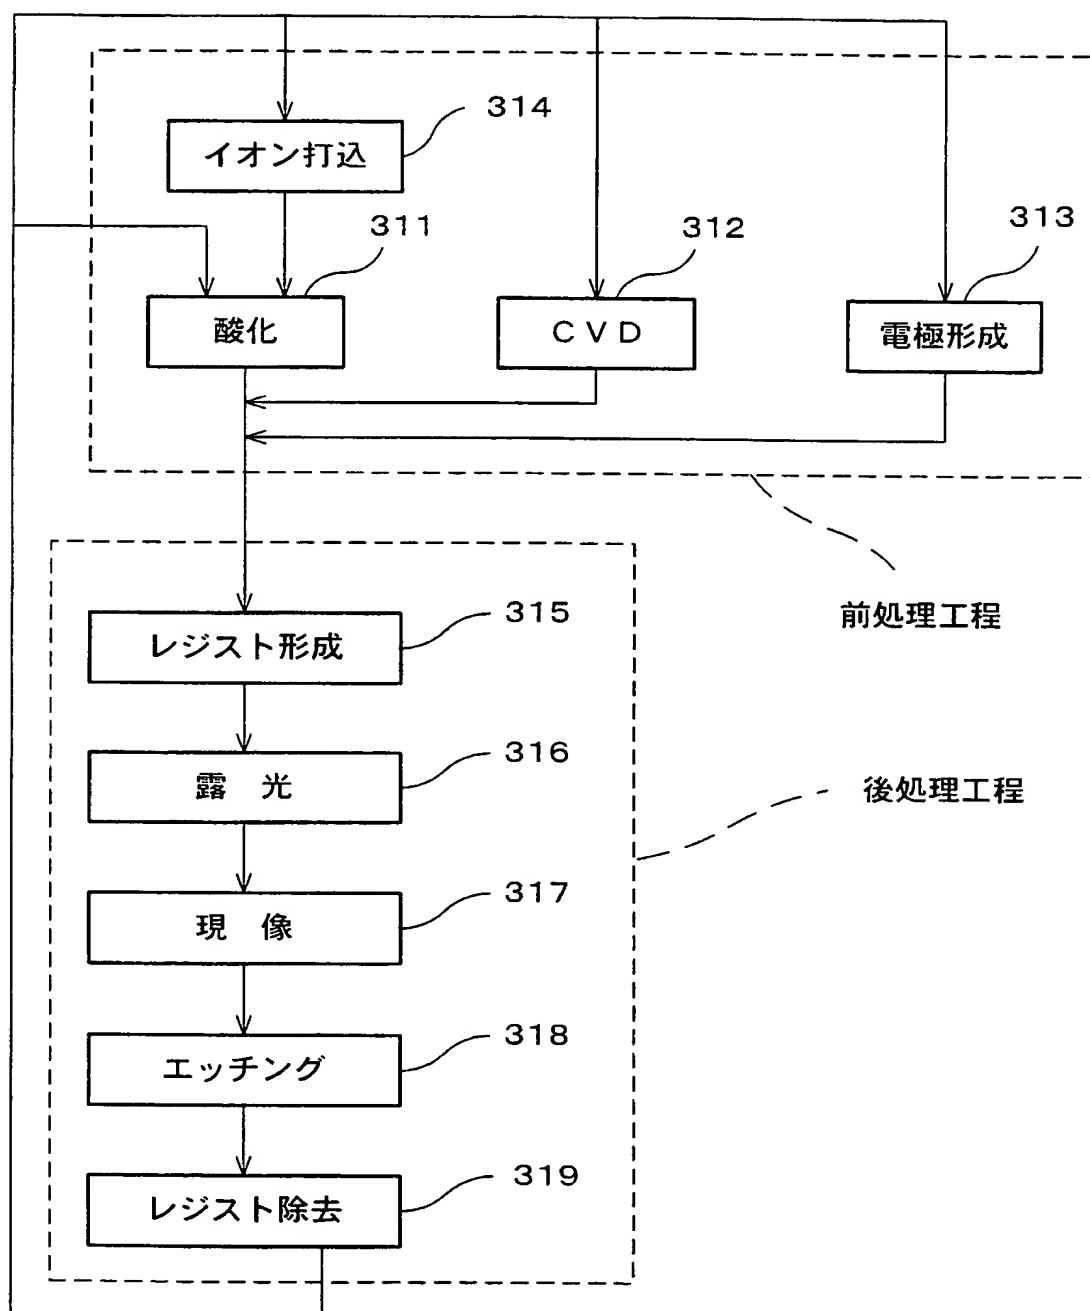 314
イオン打込
311
312
313
酸化
CVD
電極形成
前処理工程
315
レジスト形成
316
露　光
後処理工程
317
現　像
318
エッチング
319
レジスト除去